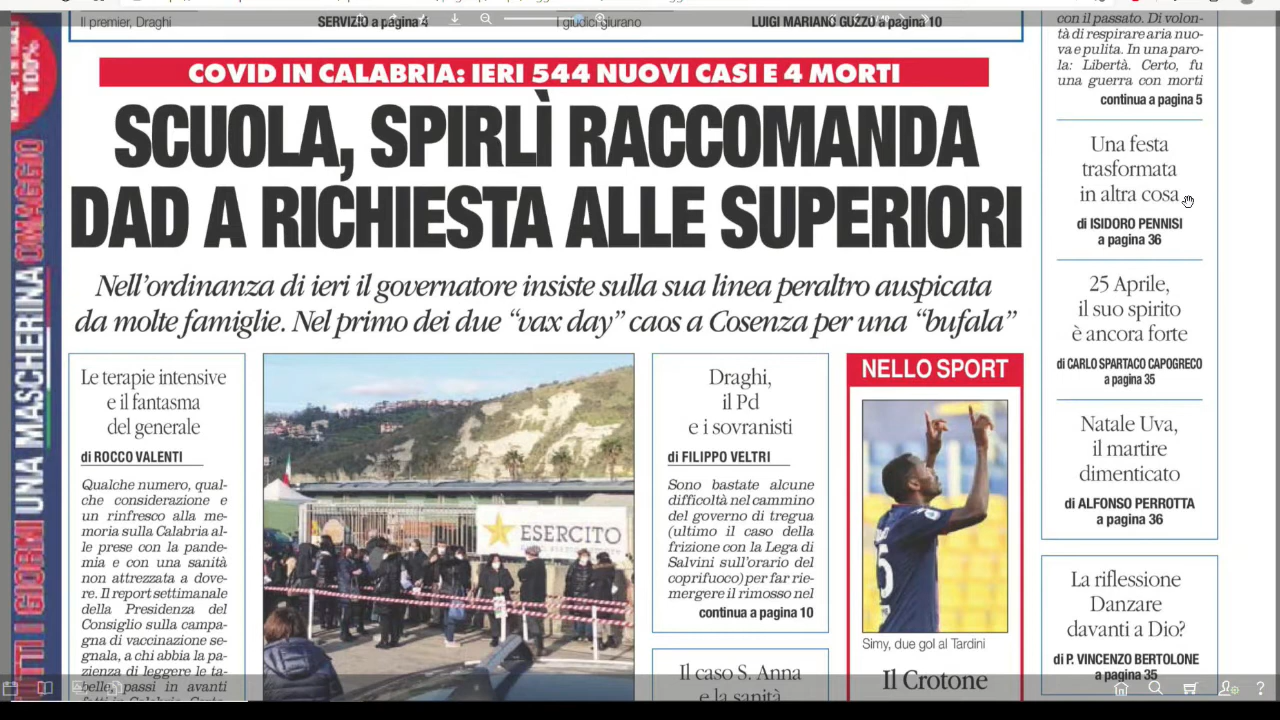 Il premier, Draghi
SERVIZIO a pagina 4
i giudici giurano
LUIGI MARIANO GUZZO a pagina 10
COVID IN CALABRIA: IERI 544 NUOVI CASI E 4 MORTI
SCUOLA, SPIRLÌ RACCOMANDA
DAD A RICHIESTA ALLE SUPERIORI
Nell'ordinanza di ieri il governatore insiste sulla sua linea peraltro auspicata
da molte famiglie. Nel primo dei due "vax day" caos a Cosenza per una "bufala"
100%
TUTTI I GIORNI UNA MASCHERINA OMAGGIO
Le terapie intensive
e il fantasma
del generale
di ROCCO VALENTI
Qualche numero, qual-
che considerazione e
un rinfresco alla me-
moria sulla Calabria al-
le prese con la pande-
mia e con una sanità
non attrezzata a dove-
re. Il report settimanale
della Presidenza del
Consiglio sulla campa-
gna di vaccinazione se-
gnala, a chi abbia la pa-
zienza di leggere le ta-
belle, passi in avanti
ESERCITO
Draghi,
il Pd
e i sovranisti
di FILIPPO VELTRI
Sono bastate alcune
difficoltà nel cammino
del governo di tregua
(ultimo il caso della
frizione con la Lega di
Salvini sull'orario del
coprifuoco) per far rie-
mergere il rimosso nel
continua a pagina 10
Il caso S. Anna
e la sanità
NELLO SPORT
Simy, due gol al Tardini
Il Crotone
con il passato. Di volon-
tà di respirare aria nuo-
va e pulita. In una paro-
la: Libertà. Certo, fu
una guerra con morti
continua a pagina 5
Una festa
trasformata
in altra cosa
di ISIDORO PENNISI
a pagina 36
25 Aprile,
il suo spirito
è ancora forte
di CARLO SPARTACO CAPOGRECO
a pagina 35
Natale Uva,
il martire
dimenticato
di ALFONSO PERROTTA
a pagina 36
La riflessione
Danzare
davanti a Dio?
di P. VINCENZO BERTOLONE
a pagina 35